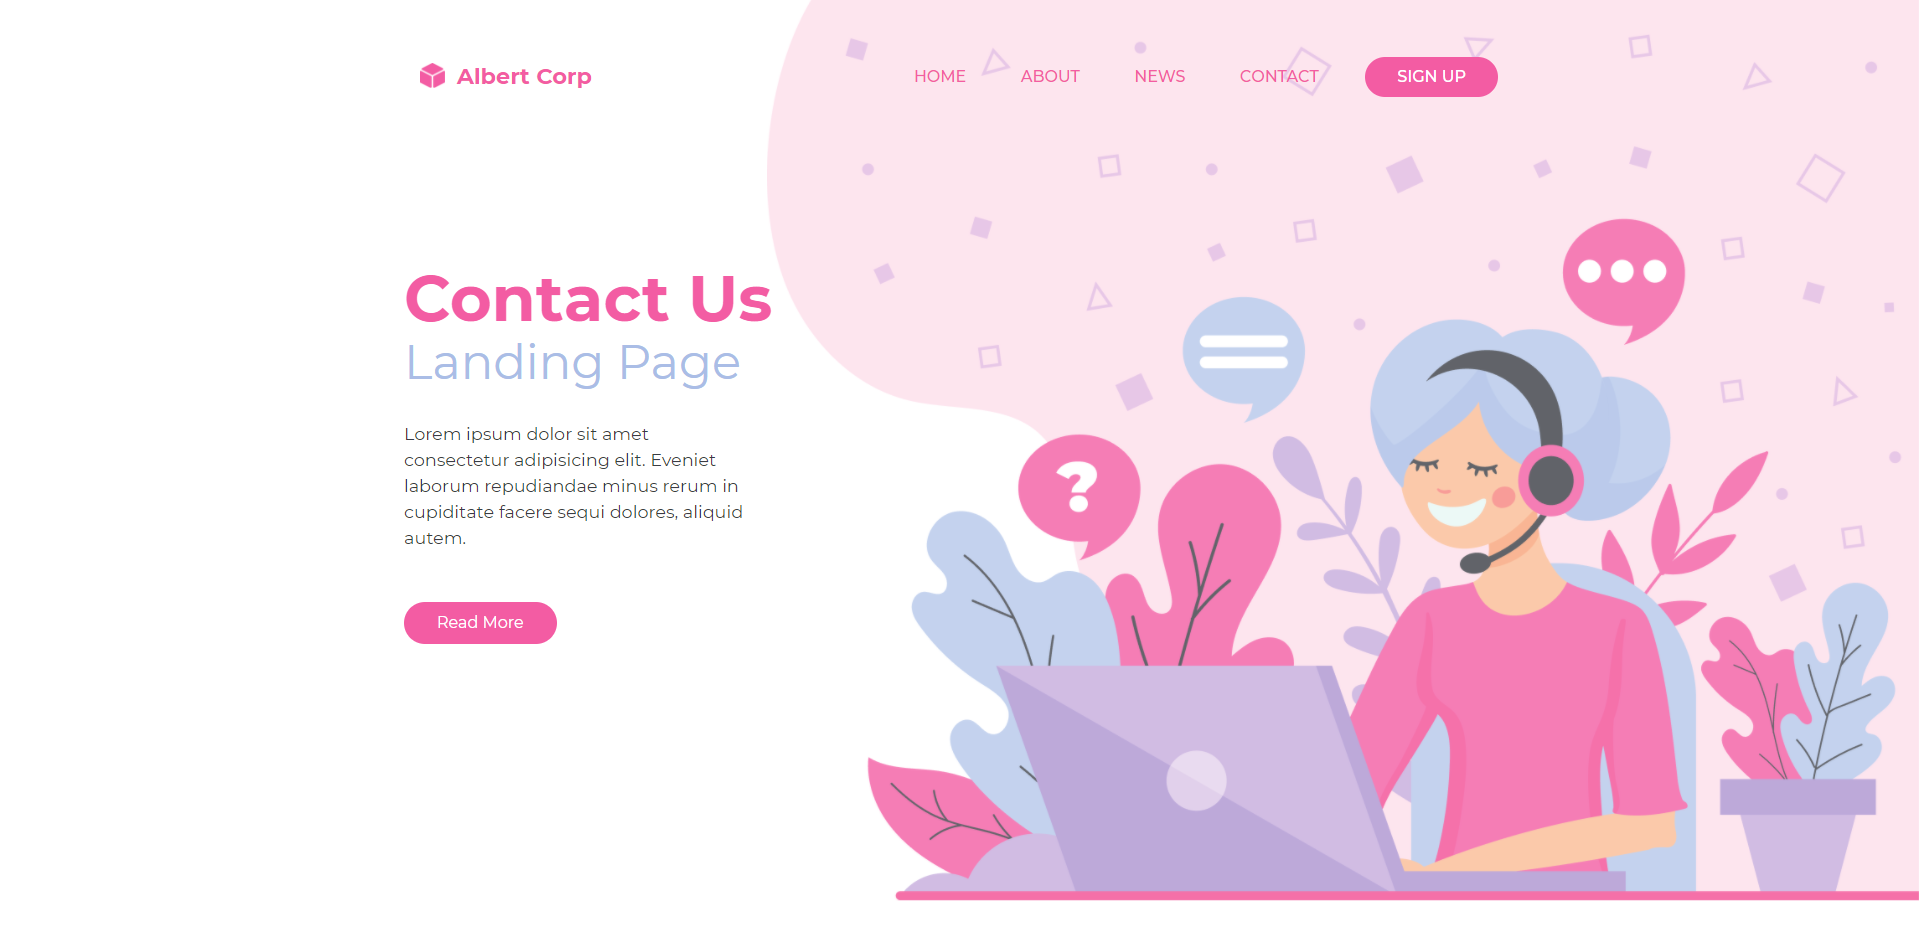 Albert Corp
HOME ABOUT NEWS CONTACT SIGN UP
Contact Us
Landing Page
Lorem ipsum dolor sit amet
consectetur adipisicing elit. Eveniet
laborum repudiandae minus rerum in
cupiditate facere sequi dolores, aliquid
autem.
Read More
?